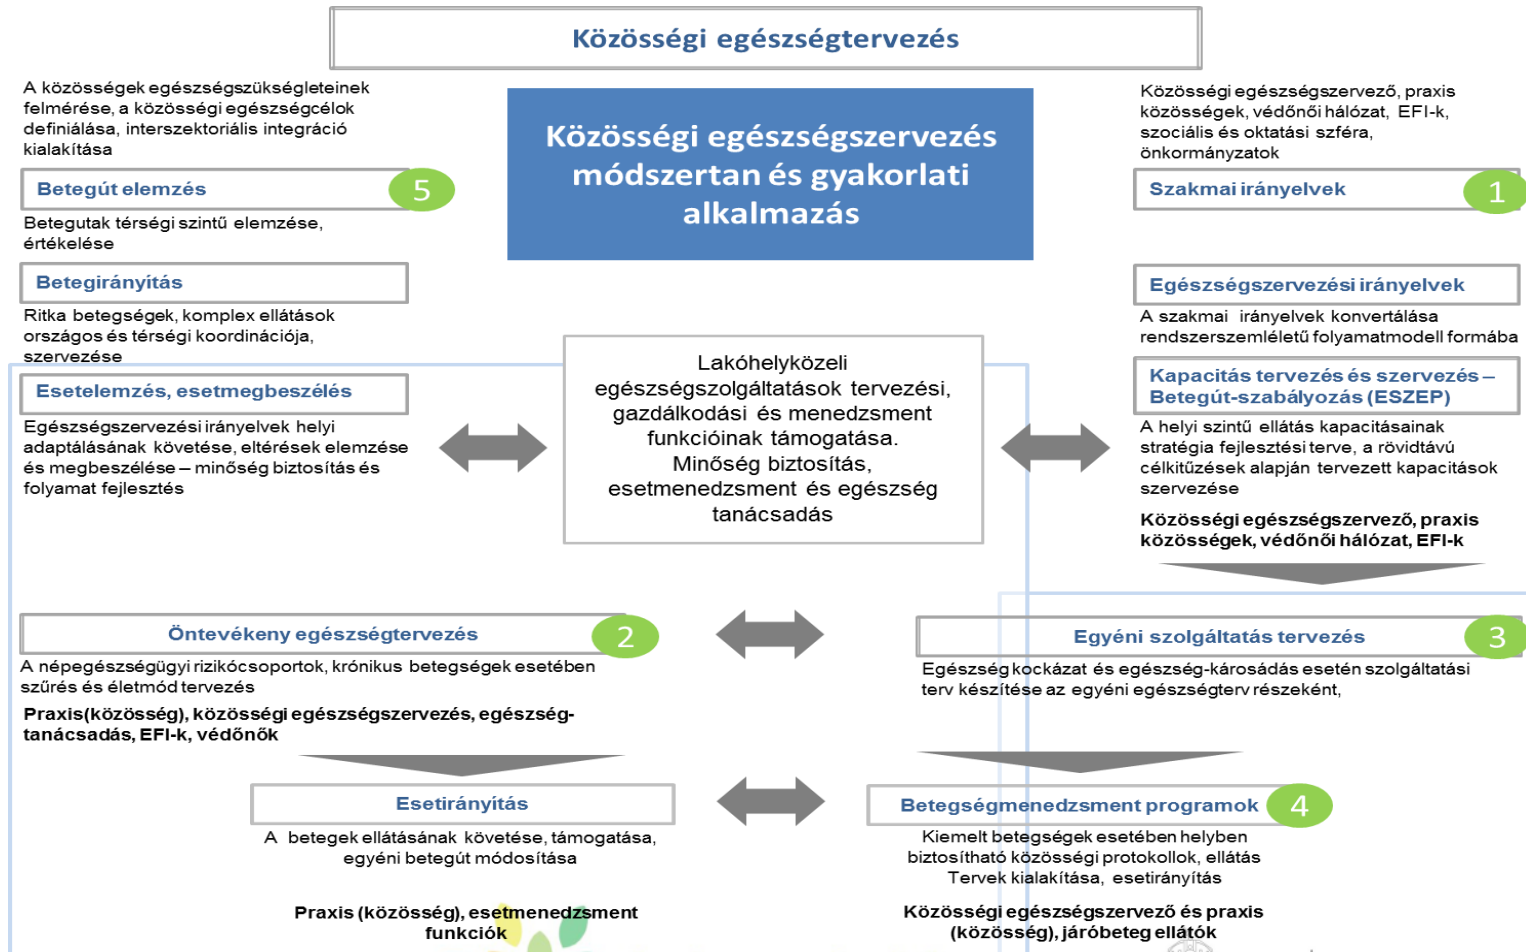 Közösségi egészségtervezés
A közösségek egészségszükségleteinek
felmérése, a közösségi egészségcélok
definiálása, interszektoriális integráció
kialakítása
Betegút elemzés
5
Betegutak térségi szintű elemzése,
értékelése
Betegirányítás
Ritka betegségek, komplex ellátások
országos és térségi koordinációja,
szervezése
Esetelemzés, esetmegbeszélés
Egészségszervezési irányelvek helyi
adaptálásának követése, eltérések elemzése
és megbeszélése – minőség biztosítás és
folyamat fejlesztés
Közösségi egészségszervezés
módszertan és gyakorlati
alkalmazás
Lakóhelyközeli
egészségszolgáltatások tervezési,
gazdálkodási és menedzsment
funkcióinak támogatása.
Minőség biztosítás,
esetmenedzsment és egészség
tanácsadás
Közösségi egészségszervező, praxis
közösségek, védőnői hálózat, EFI-k,
szociális és oktatási szféra,
önkormányzatok
Szakmai irányelvek
1
Egészségszervezési irányelvek
A szakmai irányelvek konvertálása
rendszerszemléletű folyamatmodell formába
Kapacitás tervezés és szervezés –
Betegút-szabályozás (ESZEP)
A helyi szintű ellátás kapacitásainak
stratégia fejlesztési terve, a rövidtávú
célkitűzések alapján tervezett kapacitások
szervezése
Közösségi egészségszervező, praxis
közösségek, védőnői hálózat, EFI-k
Öntevékeny egészségtervezés
2
A népegészségügyi rizikócsoportok, krónikus betegségek esetében
szűrés és életmód tervezés
Praxis(közösség), közösségi egészségszervezés, egészség-
tanácsadás, EFI-k, védőnők
Egyéni szolgáltatás tervezés
3
Egészség kockázat és egészség-károsádás esetén szolgáltatási
terv készítése az egyéni egészségterv részeként,
Esetirányítás
A betegek ellátásának követése, támogatása,
egyéni betegút módosítása
Praxis (közösség), esetmenedzsment
funkciók
Betegségmenedzsment programok
4
Kiemelt betegségek esetében helyben
biztosítható közösségi protokollok, ellátás
Tervek kialakítása, esetirányítás
Közösségi egészségszervező és praxis
(közösség), járóbeteg ellátók